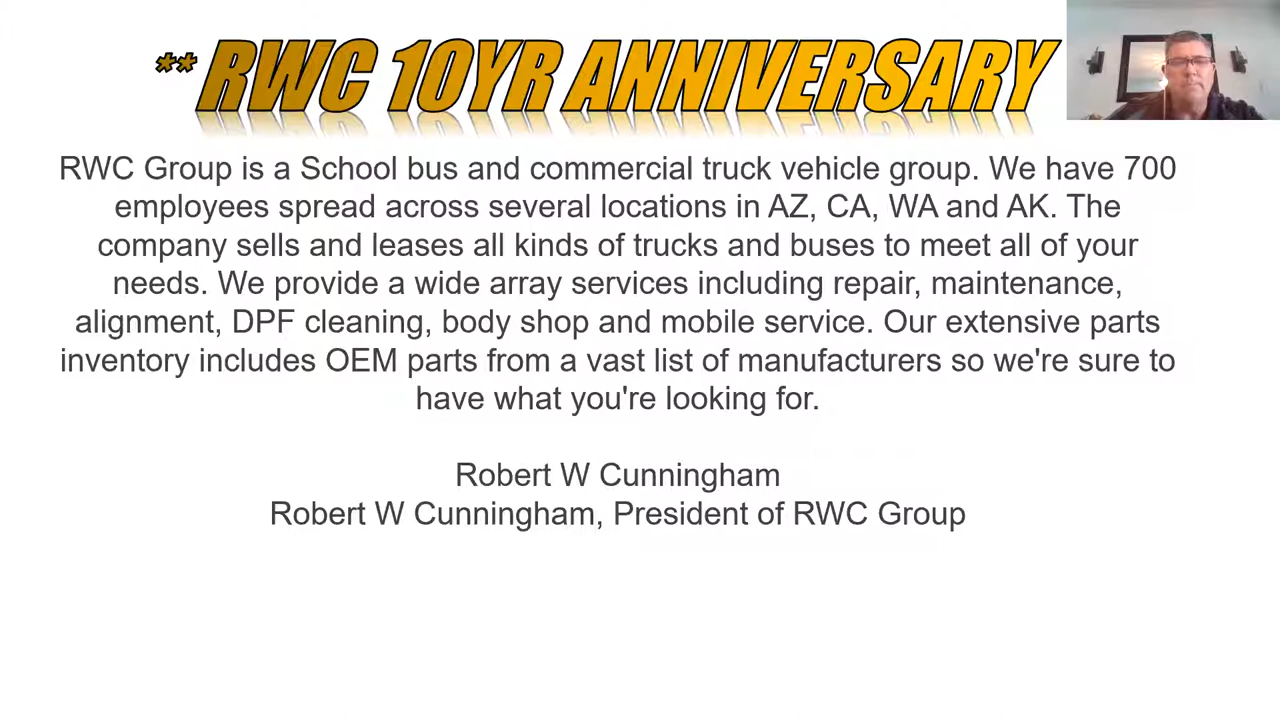 ** RWC 10YR ANNIVERSARY
RWC Group is a School bus and commercial truck vehicle group. We have 700
employees spread across several locations in AZ, CA, WA and AK. The
company sells and leases all kinds of trucks and buses to meet all of your
needs. We provide a wide array services including repair, maintenance,
alignment, DPF cleaning, body shop and mobile service. Our extensive parts
inventory includes OEM parts from a vast list of manufacturers so we're sure to
have what you're looking for.
Robert W Cunningham
Robert W Cunningham, President of RWC Group